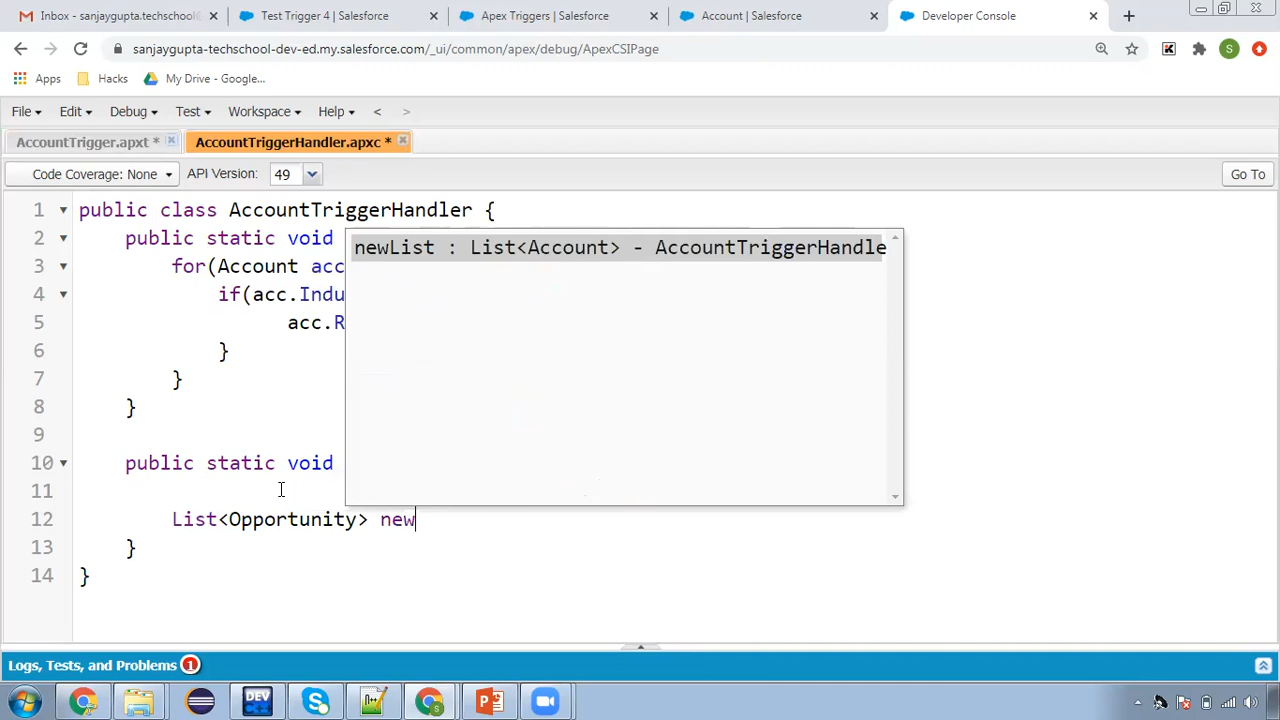 Inbox - sanjaygupta.techschool@
Test Trigger 4 | Salesforce
Apex Triggers | Salesforce
Account | Salesforce
Developer Console
sanjaygupta-techschool-dev-ed.my.salesforce.com/_ui/common/apex/debug/ApexCSIPage
S
Apps
Hacks
My Drive - Google...
File
Edit
Debug
Test
Workspace
Help
<
>
AccountTrigger.apxt *
AccountTriggerHandler.apxc *
Code Coverage: None
API Version:
49
Go To
1 public class AccountTriggerHandler {
2 public static void
newList : List<Account> - AccountTriggerHandle
3 for(Account acc
4 if(acc.Indu
5 acc.R
6 }
7 }
8 }
9
10 public static void
11
12 List<Opportunity> new
13 }
14 }
Logs, Tests, and Problems 1
DEV